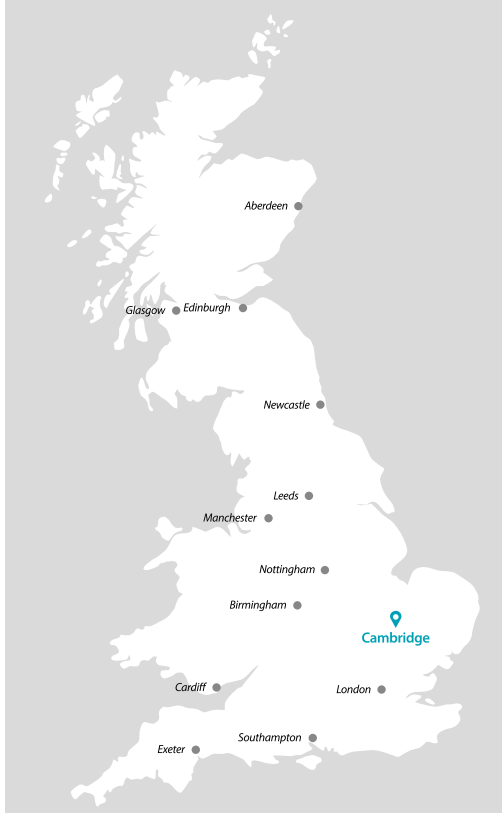 Aberdeen
Glasgow
Edinburgh
Newcastle
Leeds
Manchester
Nottingham
Birmingham
Cambridge
Cardiff
London
Southampton
Exeter